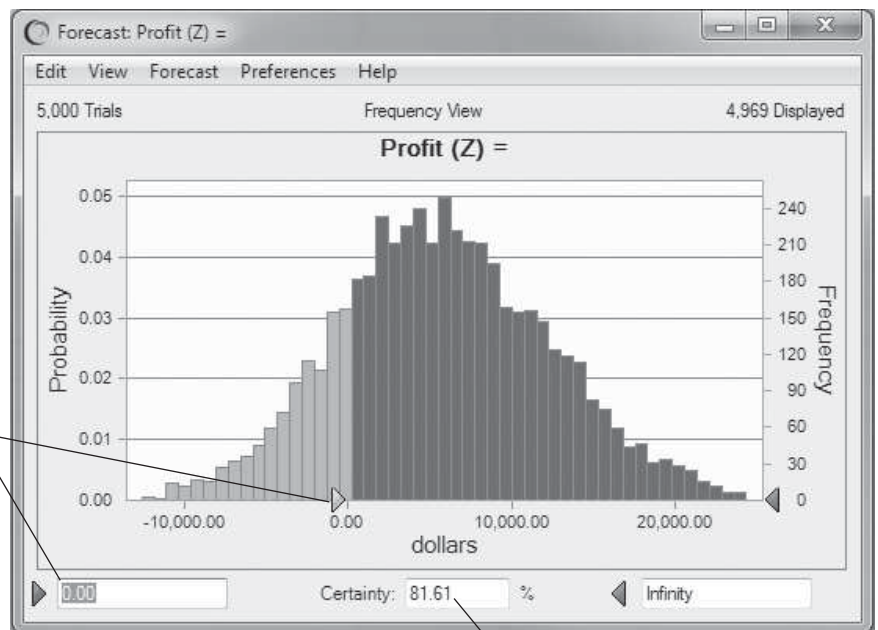 Forecast: Profit (Z) =
Edit View Forecast Preferences Help
5,000 Trials Frequency View 4,969 Displayed
Profit (Z) =
0.05
0.04
0.03
0.02
0.01
0.00
Probability
240
210
180
150
120
90
60
30
0
Frequency
-10,000.00 0.00 10,000.00 20,000.00
dollars
0.00 Certainty: 81.61 % Infinity